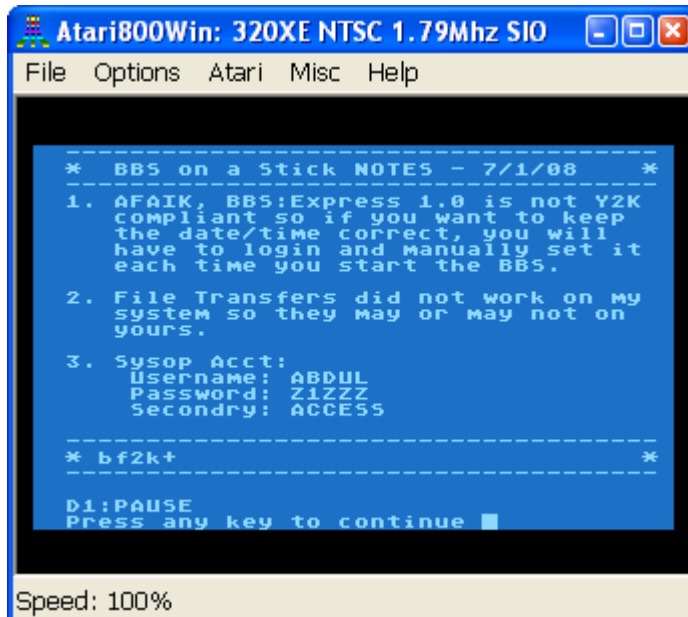 Atari800Win: 320XE NTSC 1.79Mhz SIO
File Options Atari Misc Help
----------------------------------------
* BBS on a Stick NOTES - 7/1/08 *
----------------------------------------
1. AFAIK, BBS:Express 1.0 is not Y2K
compliant so if you want to keep
the date/time correct, you will
have to login and manually set it
each time you start the BBS.
2. File Transfers did not work on my
system so they may or may not on
yours.
3. Sysop Acct:
Username: ABDUL
Password: Z1ZZZ
Secondry: ACCESS
----------------------------------------
* bf2k+ *
----------------------------------------
D1:PAUSE
Press any key to continue
Speed: 100%